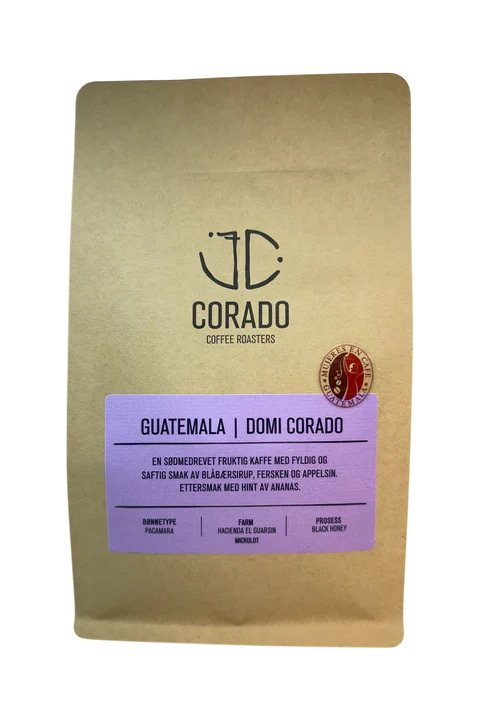 CORADO
COFFEE ROASTERS
MUJERES EN CAFE
GUATEMALA
GUATEMALA | DOMI CORADO
EN SØDMEDREVET FRUKTIG KAFFE MED FYLDIG OG
SAFTIG SMAK AV BLÅBÆRSIRUP, FERSKEN OG APPELSIN.
ETTERSMAK MED HINT AV ANANAS.
BØNNETYPE
PACAMARA
FARM
HACIENDA EL GUARSIN
MICROLOT
PROSESS
BLACK HONEY